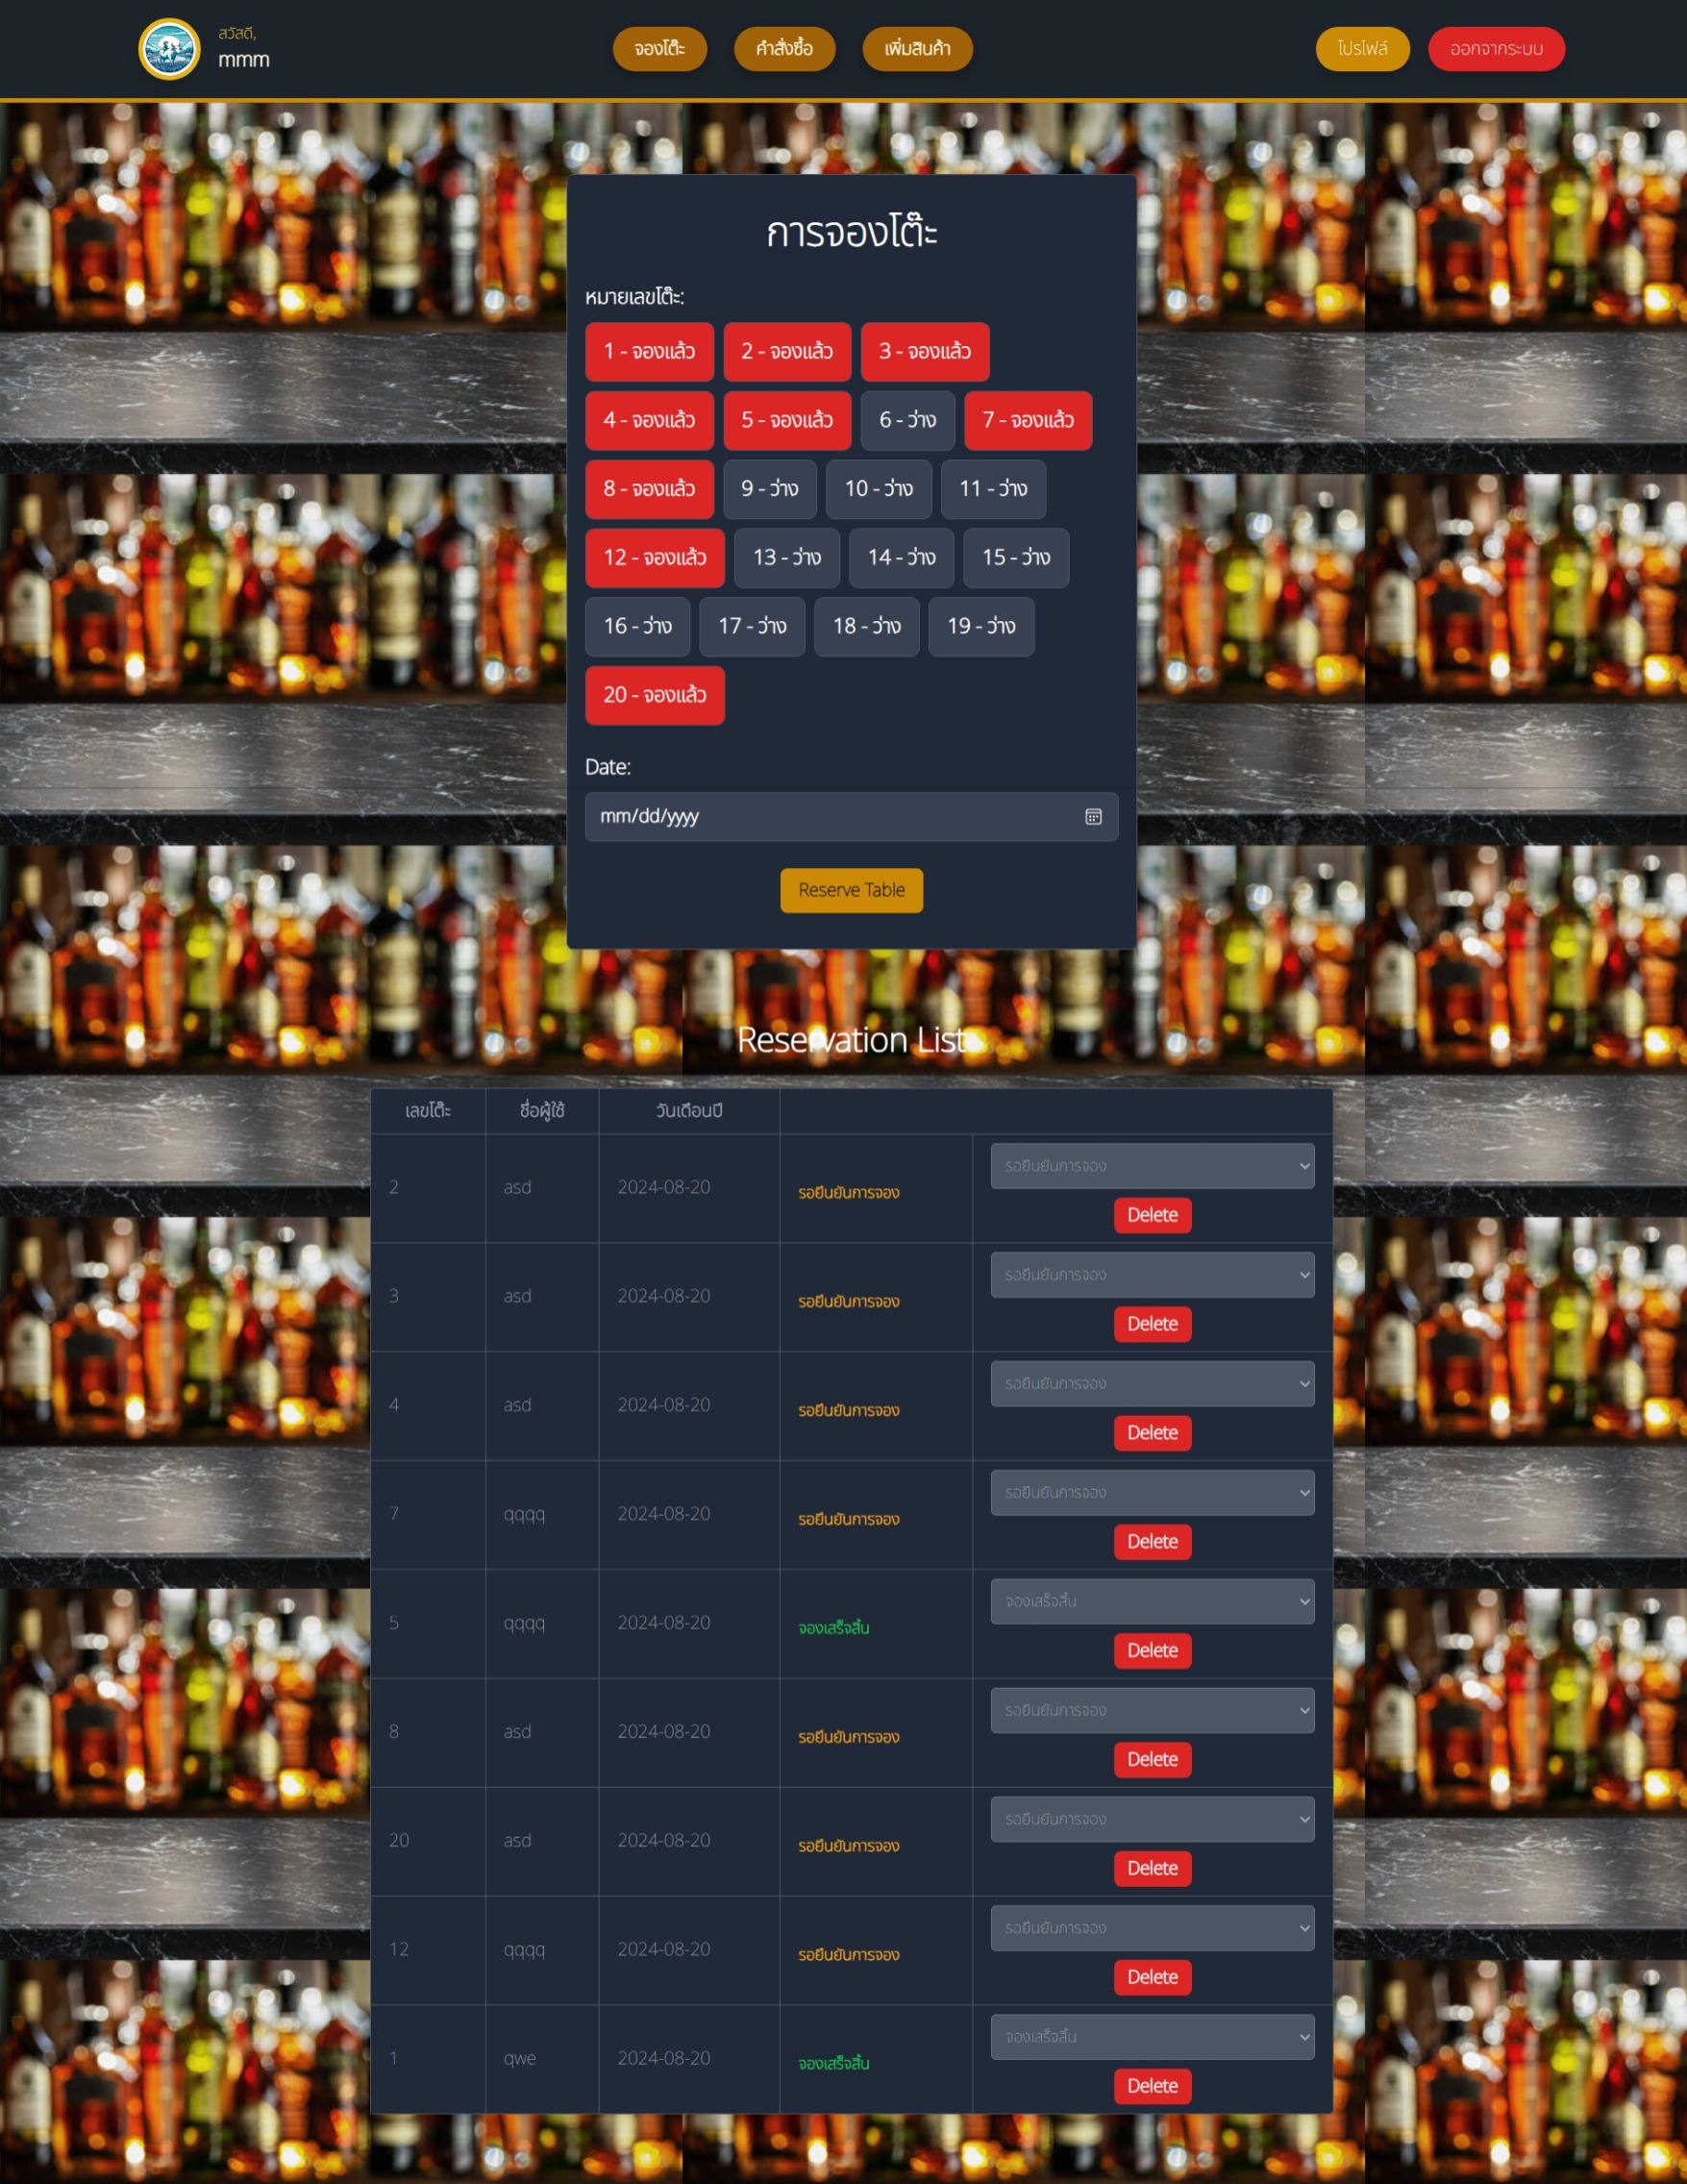 สวัสดี,
mmm
จองโต๊ะ
คำสั่งซื้อ
เพิ่มสินค้า
โปรไฟล์
ออกจากระบบ
การจองโต๊ะ
หมายเลขโต๊ะ:
1 - จองแล้ว 2 - จองแล้ว 3 - จองแล้ว
4 - จองแล้ว 5 - จองแล้ว 6 - ว่าง 7 - จองแล้ว
8 - จองแล้ว 9 - ว่าง 10 - ว่าง 11 - ว่าง
12 - จองแล้ว 13 - ว่าง 14 - ว่าง 15 - ว่าง
16 - ว่าง 17 - ว่าง 18 - ว่าง 19 - ว่าง
20 - จองแล้ว
Date:
mm/dd/yyyy
Reserve Table
Reservation List
เลขโต๊ะ ชื่อผู้ใช้ วันเดือนปี
2 asd 2024-08-20 รอยืนยันการจอง รอยืนยันการจอง
Delete
3 asd 2024-08-20 รอยืนยันการจอง รอยืนยันการจอง
Delete
4 asd 2024-08-20 รอยืนยันการจอง รอยืนยันการจอง
Delete
7 qqqq 2024-08-20 รอยืนยันการจอง รอยืนยันการจอง
Delete
5 qqqq 2024-08-20 จองเสร็จสิ้น จองเสร็จสิ้น
Delete
8 asd 2024-08-20 รอยืนยันการจอง รอยืนยันการจอง
Delete
20 asd 2024-08-20 รอยืนยันการจอง รอยืนยันการจอง
Delete
12 qqqq 2024-08-20 รอยืนยันการจอง รอยืนยันการจอง
Delete
1 qwe 2024-08-20 จองเสร็จสิ้น จองเสร็จสิ้น
Delete